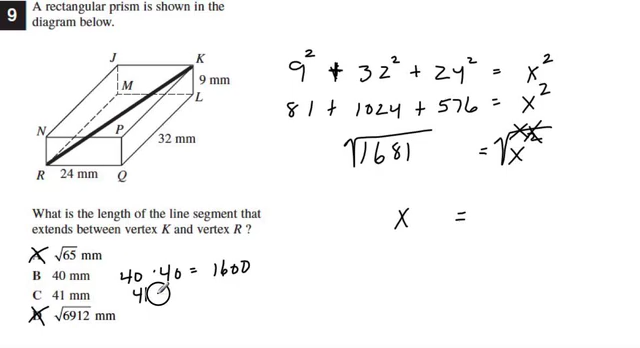 9
A rectangular prism is shown in the
diagram below.
J
K
M
9 mm
L
N
P
32 mm
R
24 mm
Q
9² + 32² + 24² = x²
81 + 1024 + 576 = x²
√1681 = √x²
x =
What is the length of the line segment that
extends between vertex K and vertex R ?
A √65 mm
B 40 mm
C 41 mm
D √6912 mm
40 · 40 = 1600
41